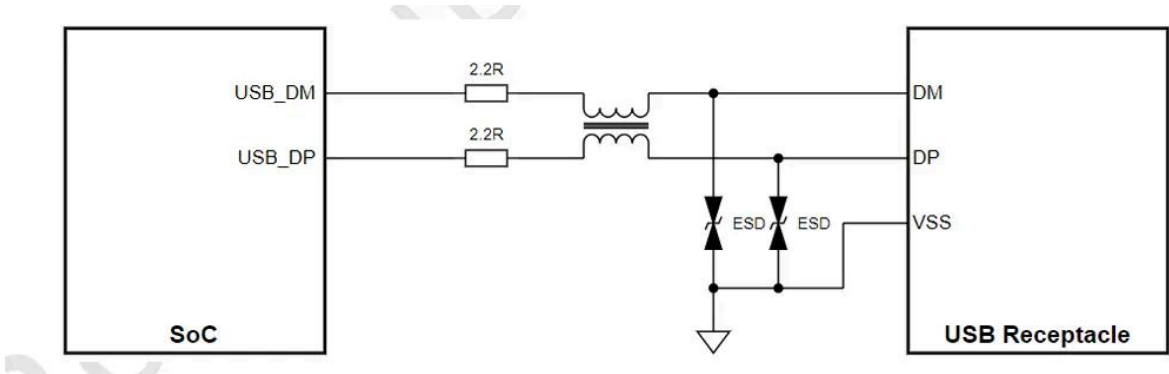 2.2R
USB_DM
DM
2.2R
USB_DP
DP
ESD
ESD
VSS
SoC
USB Receptacle